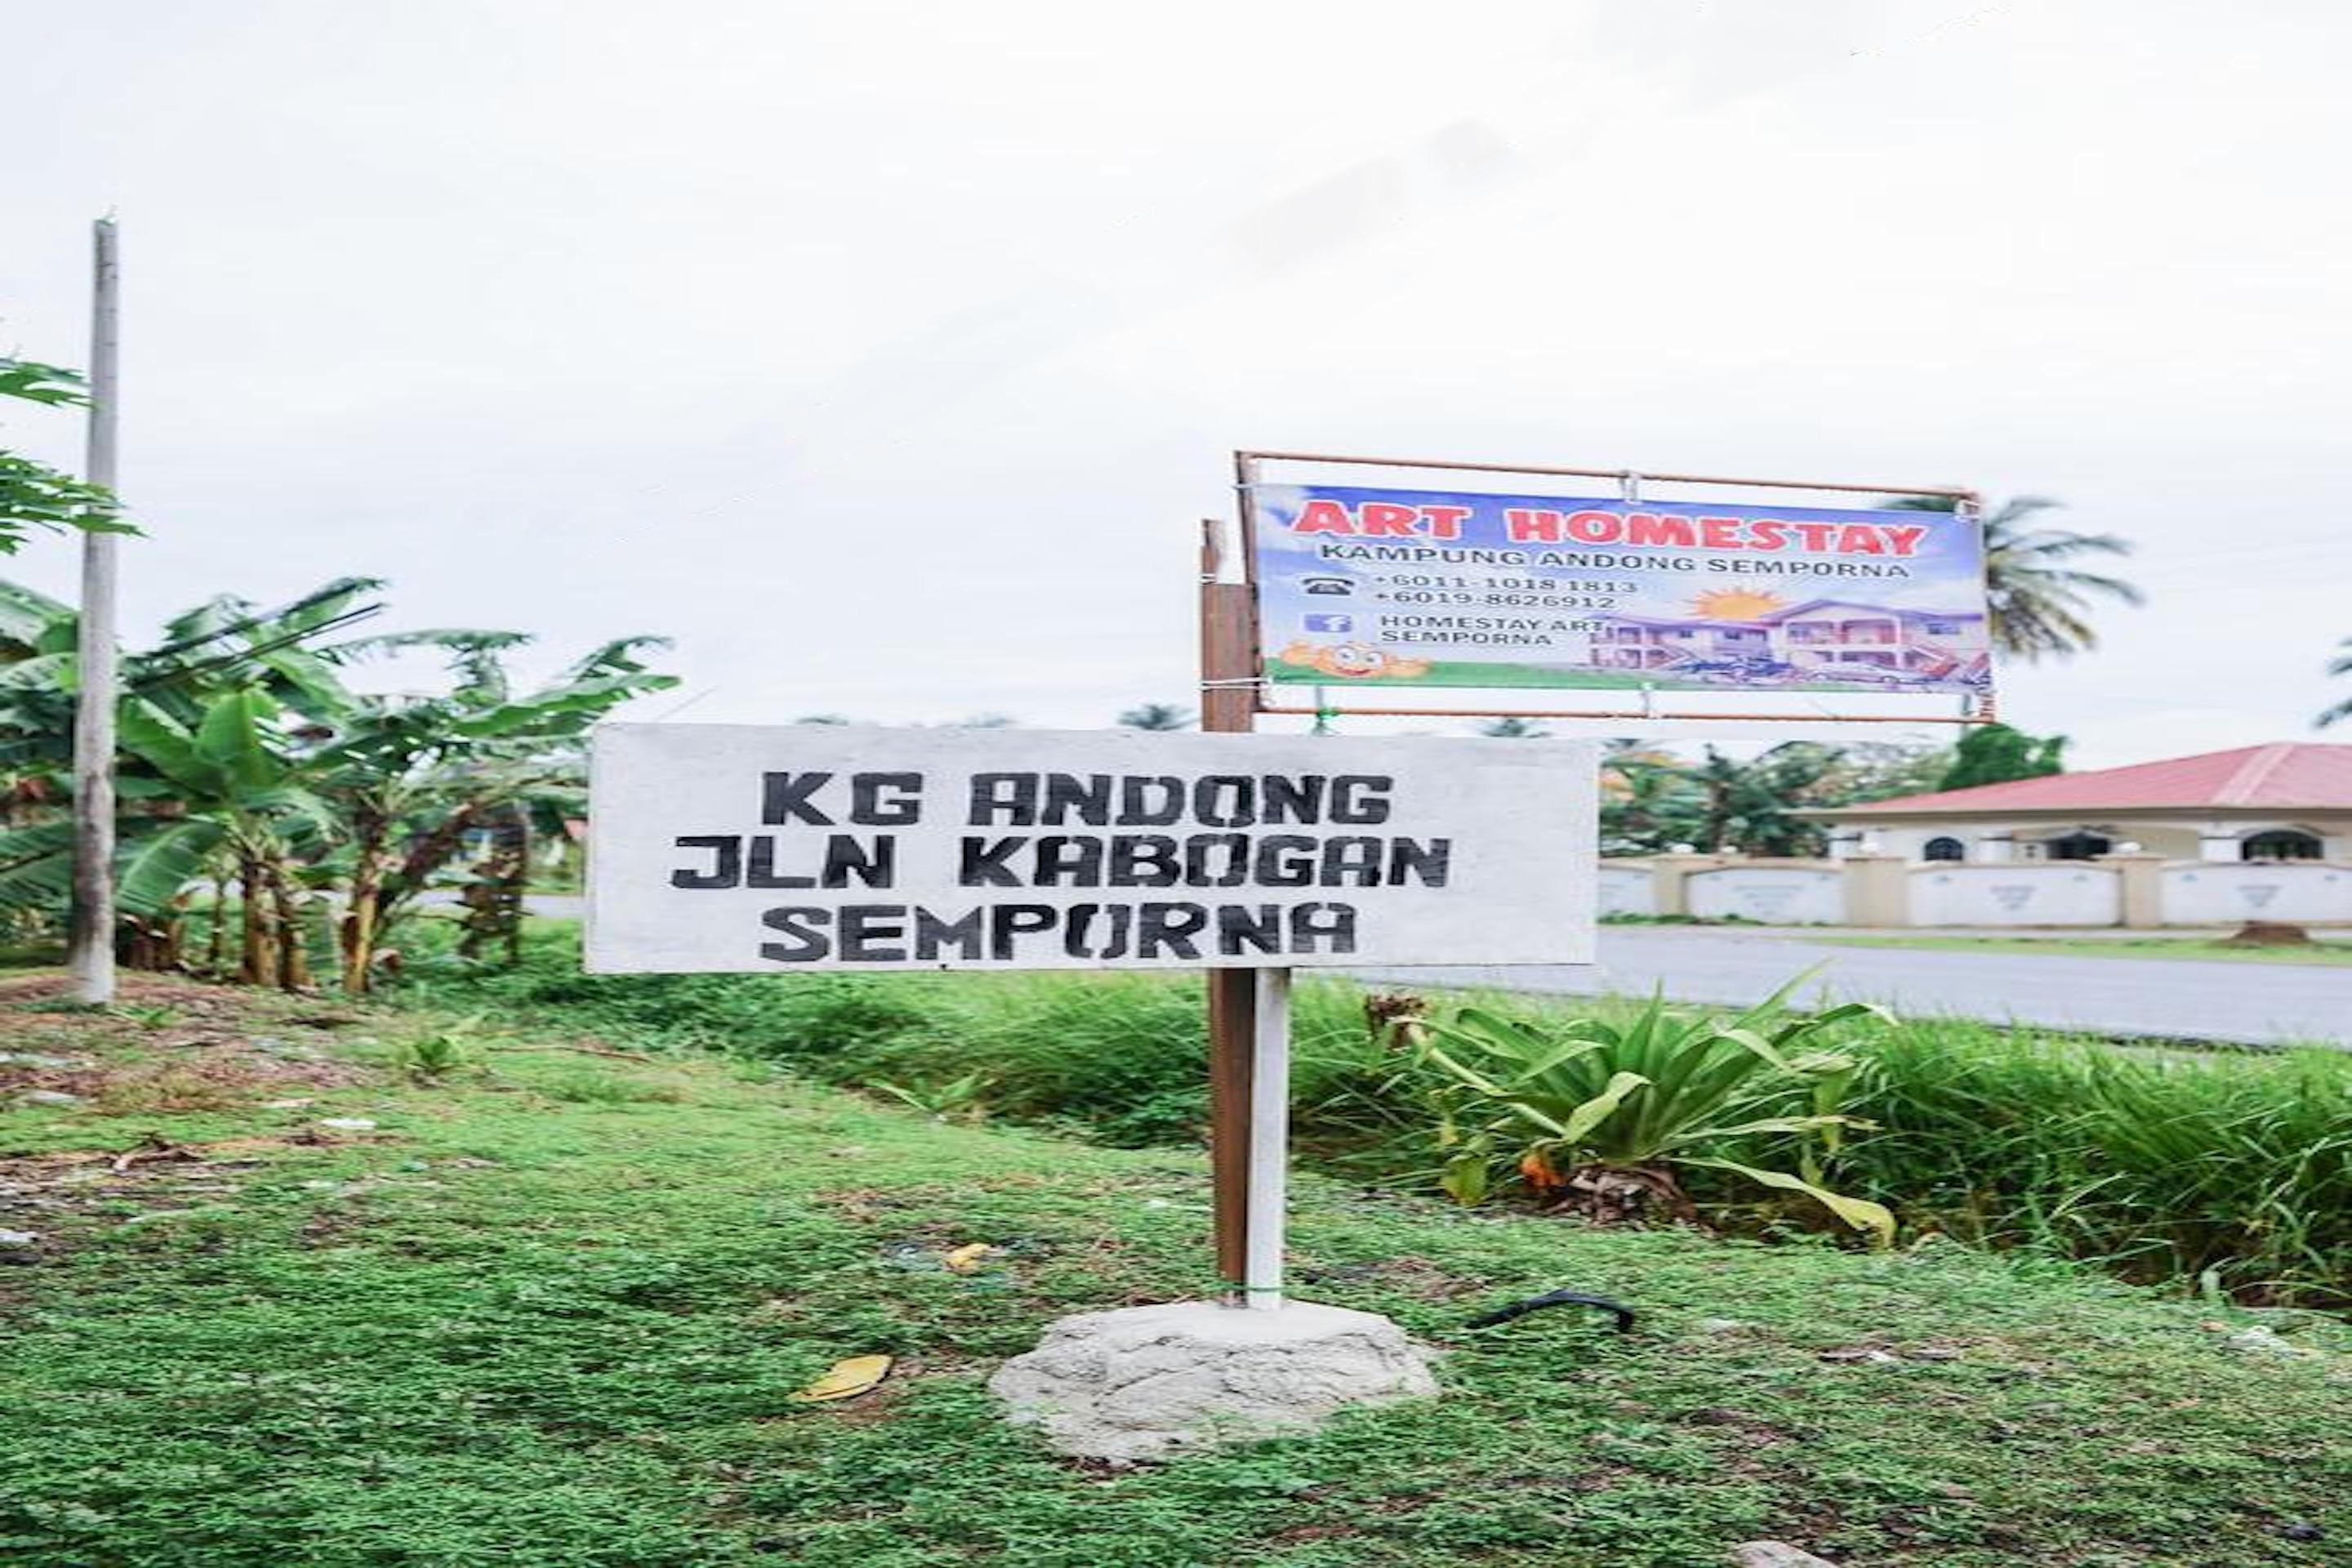 ART HOMESTAY
KAMPUNG ANDONG SEMPORNA
+6011-1018 1813
+6019-8626912
f HOMESTAY ART
SEMPORNA
KG ANDONG
JLN KABOGAN
SEMPORNA